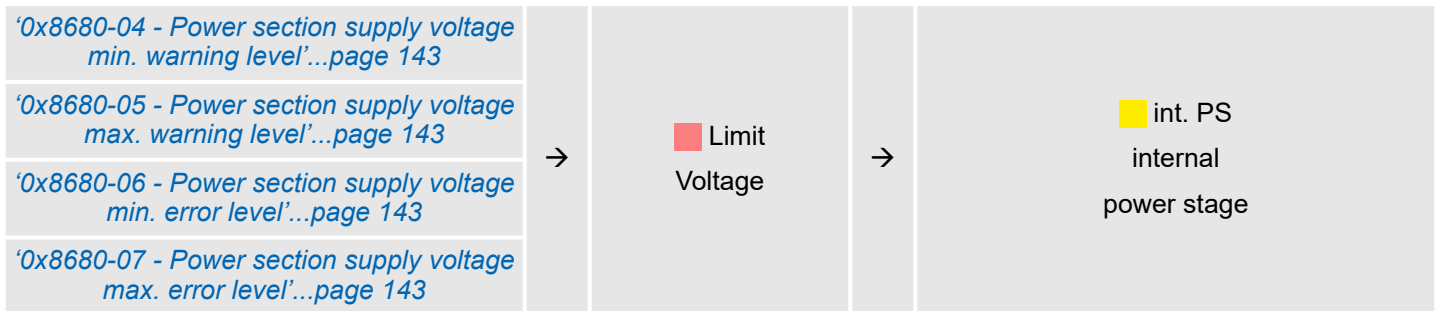 ‘0x8680-04 - Power section supply voltage
min. warning level’...page 143
‘0x8680-05 - Power section supply voltage
max. warning level’...page 143
‘0x8680-06 - Power section supply voltage
min. error level’...page 143
‘0x8680-07 - Power section supply voltage
max. error level’...page 143
→
Limit
Voltage
→
int. PS
internal
power stage